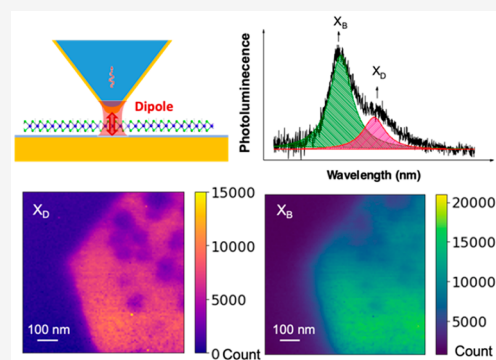 Dipole
X_B
X_D
Photoluminecence
Wavelength (nm)
X_D
15000
10000
5000
0 Count
100 nm
X_B
20000
15000
10000
5000
Count
100 nm